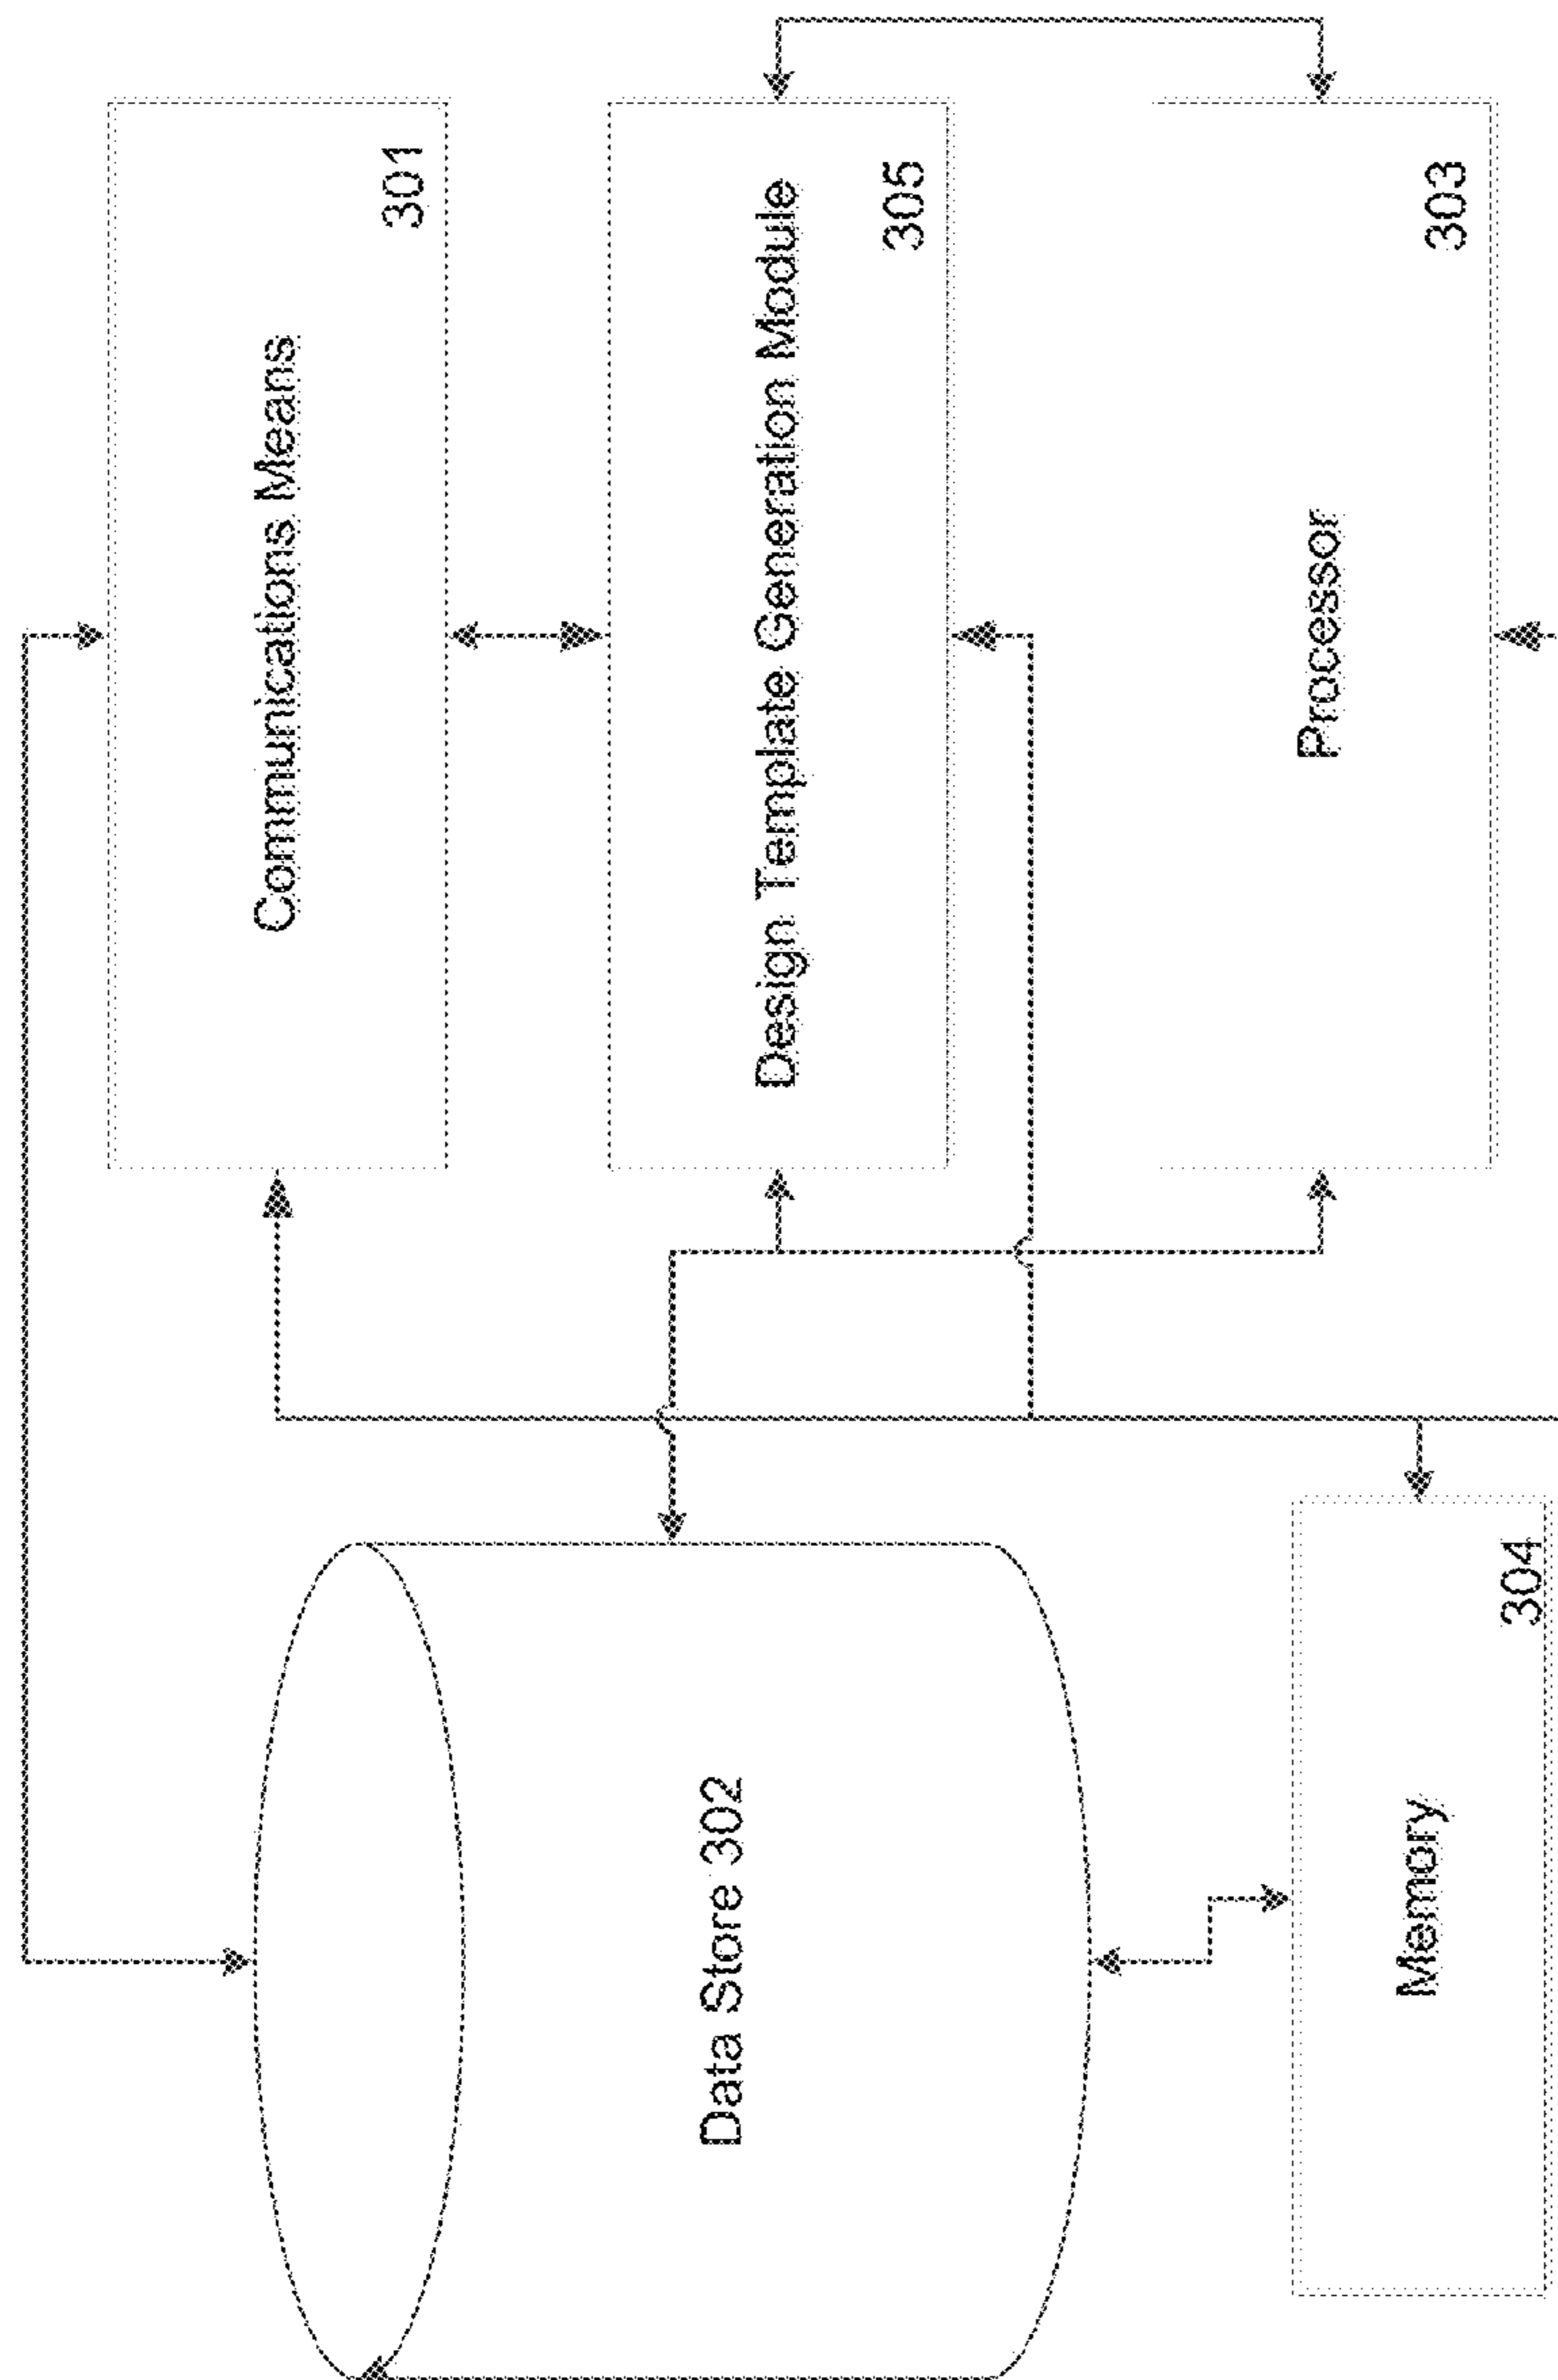 Communications Means
301
Design Template Generation Module
305
Processor
303
Data Store 302
Memory
304